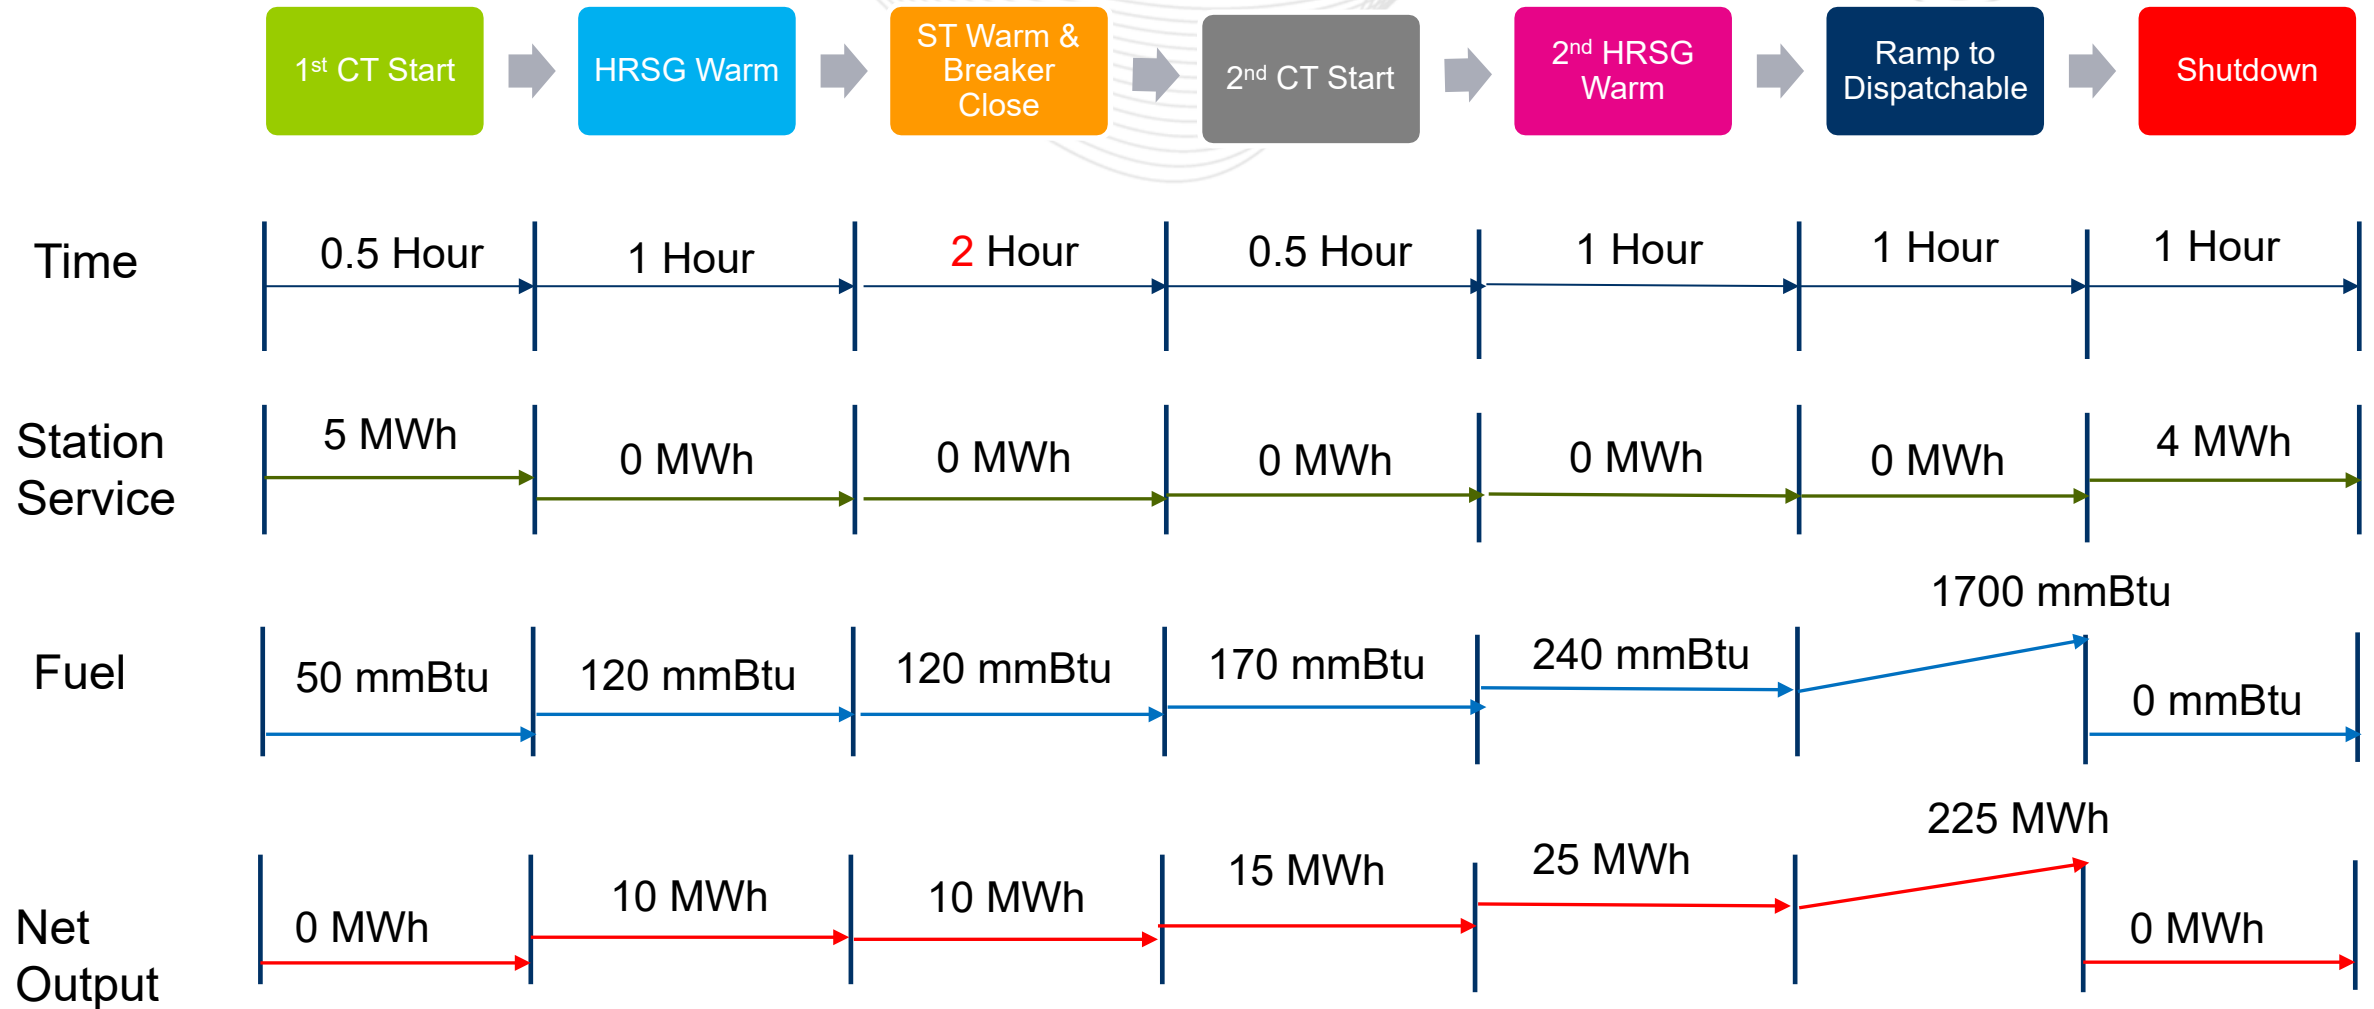 1st CT Start
HRSG Warm
ST Warm &
Breaker
Close
2nd CT Start
2nd HRSG
Warm
Ramp to
Dispatchable
Shutdown
Time
0.5 Hour
1 Hour
2 Hour
0.5 Hour
1 Hour
1 Hour
1 Hour
Station
Service
5 MWh
0 MWh
0 MWh
0 MWh
0 MWh
0 MWh
4 MWh
Fuel
50 mmBtu
120 mmBtu
120 mmBtu
170 mmBtu
240 mmBtu
1700 mmBtu
0 mmBtu
Net
Output
0 MWh
10 MWh
10 MWh
15 MWh
25 MWh
225 MWh
0 MWh